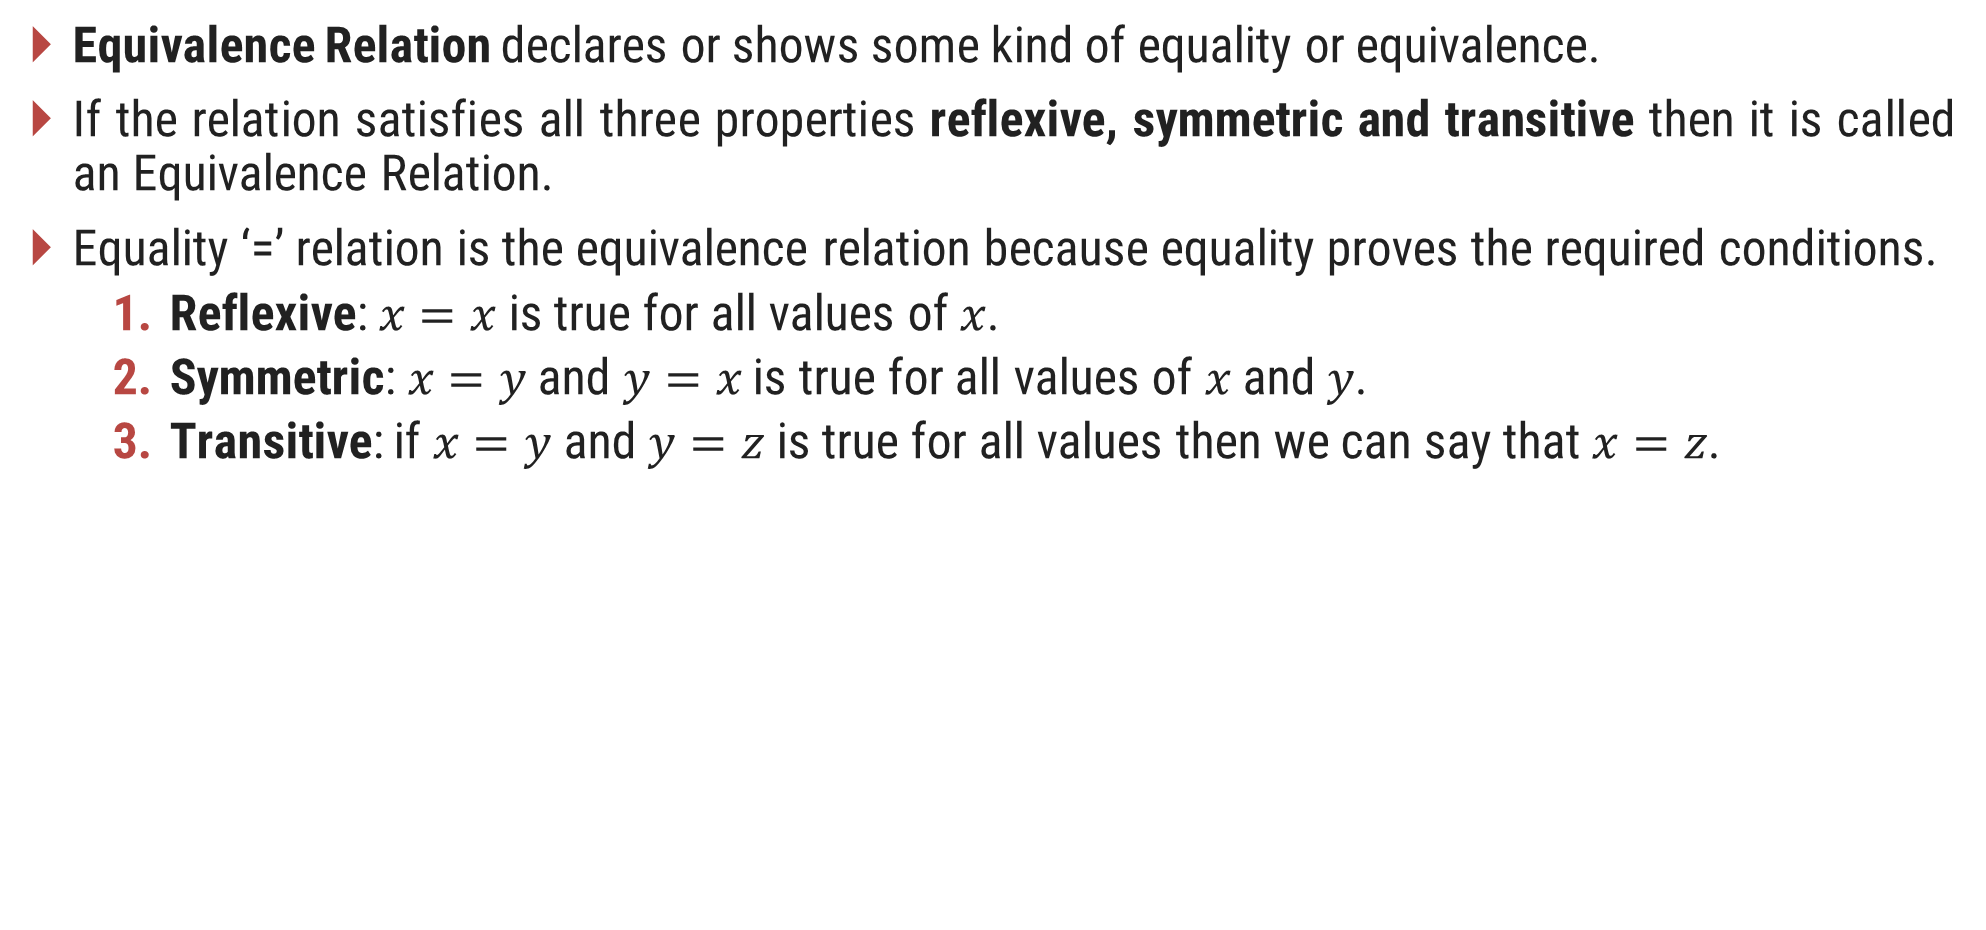 Equivalence Relation declares or shows some kind of equality or equivalence.
If the relation satisfies all three properties reflexive, symmetric and transitive then it is called
an Equivalence Relation.
Equality ‘=’ relation is the equivalence relation because equality proves the required conditions.
1. Reflexive: x = x is true for all values of x.
2. Symmetric: x = y and y = x is true for all values of x and y.
3. Transitive: if x = y and y = z is true for all values then we can say that x = z.